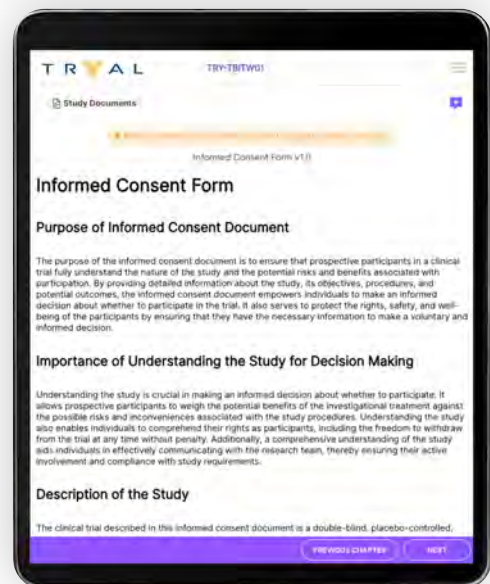 TRYAL
TRY-TBITWG1
Study Documents
Informed Consent Form v1.0
Informed Consent Form
Purpose of Informed Consent Document
The purpose of the informed consent document is to ensure that prospective participants in a clinical
trial fully understand the nature of the study and the potential risks and benefits associated with
participation. By providing detailed information about the study, its objectives, procedures, and
potential outcomes, the informed consent document empowers individuals to make an informed
decision about whether to participate in the trial. It also serves to protect the rights, safety, and well-
being of the participants by ensuring that they have the necessary information to make a voluntary and
informed decision.
Importance of Understanding the Study for Decision Making
Understanding the study is crucial in making an informed decision about whether to participate. It
allows prospective participants to weigh the potential benefits of the investigational treatment against
the possible risks and inconveniences associated with the study procedures. Understanding the study
also enables individuals to comprehend their rights as participants, including the freedom to withdraw
from the trial at any time without penalty. Additionally, a comprehensive understanding of the study
aids individuals in effectively communicating with the research team, thereby ensuring their active
involvement and compliance with study requirements.
Description of the Study
The clinical trial described in this informed consent document is a double-blind, placebo-controlled,
PREVIOUS CHAPTER
NEXT